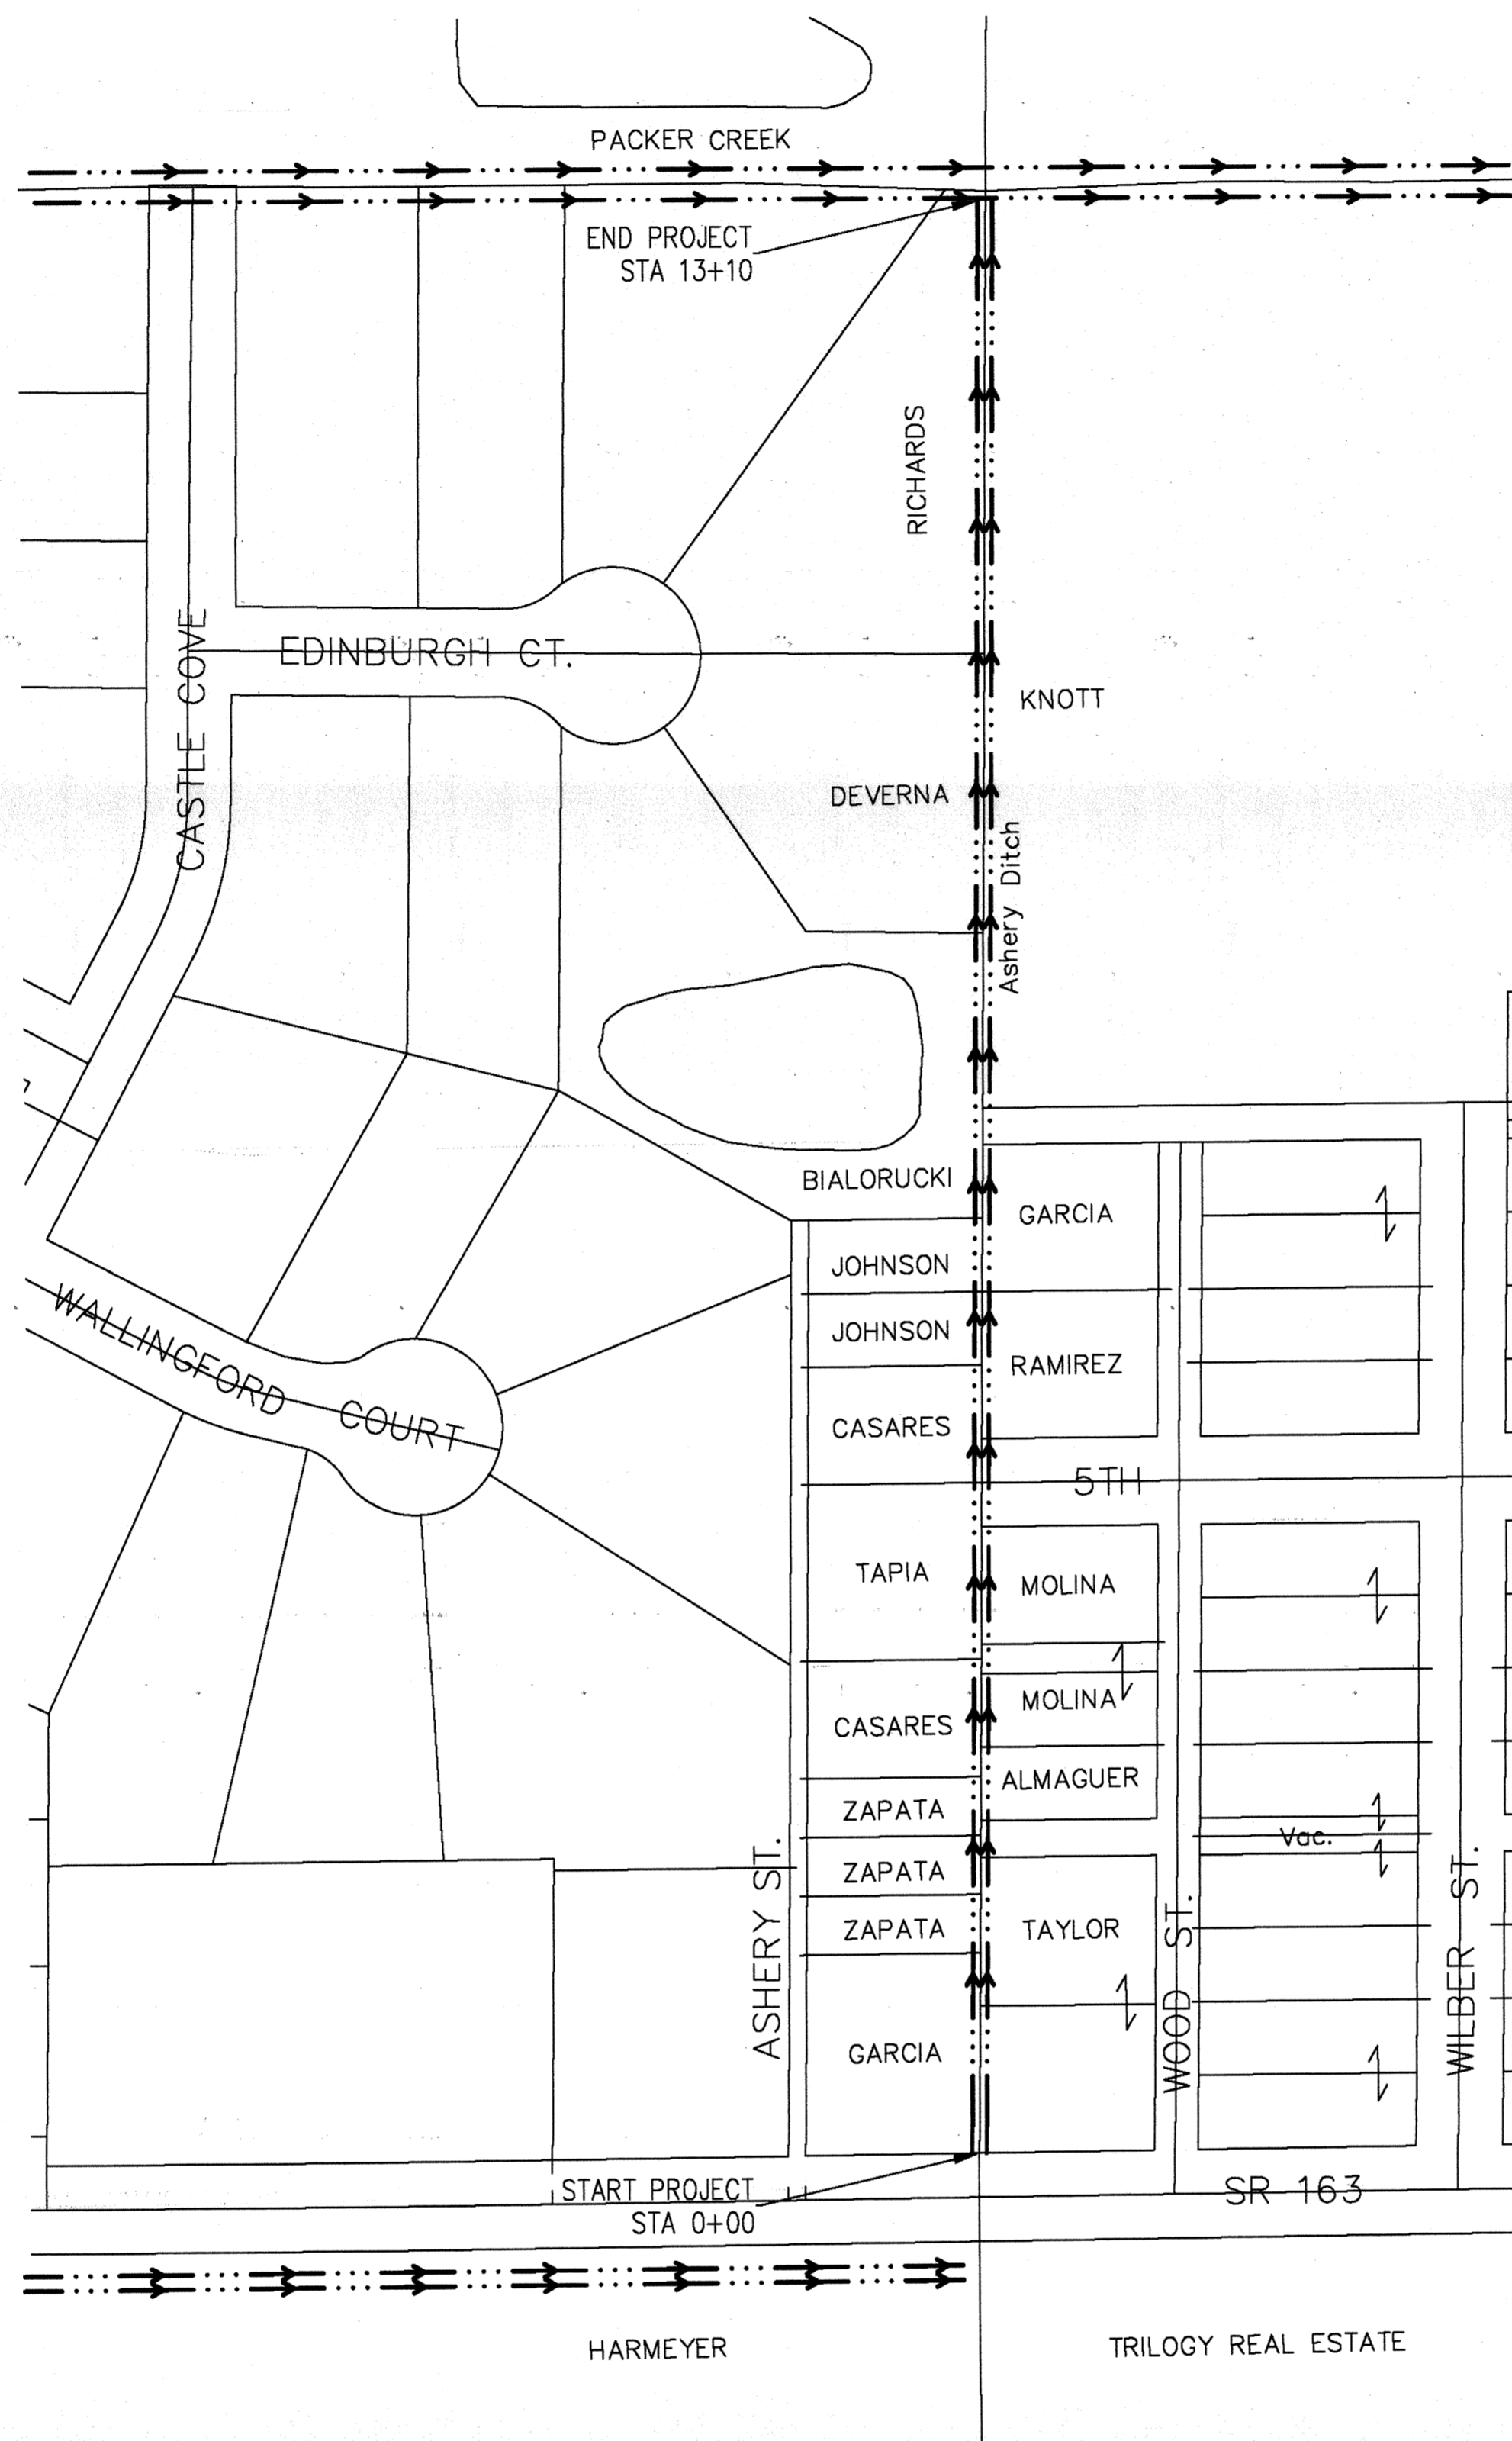 PACKER CREEK
END PROJECT
STA 13+10
RICHARDS
EDINBURGH CT.
CASTLE COVE
KNOTT
DEVERNA
Ashery Ditch
BIALORUCKI
GARCIA
JOHNSON
JOHNSON
RAMIREZ
WALLINGFORD COURT
CASARES
5TH
TAPIA
MOLINA
MOLINA
CASARES
ALMAGUER
ZAPATA
Vac.
ZAPATA
ZAPATA
TAYLOR
ASHERY ST.
WOOD ST.
WILBER ST.
GARCIA
START PROJECT
STA 0+00
SR 163
HARMEYER
TRILOGY REAL ESTATE